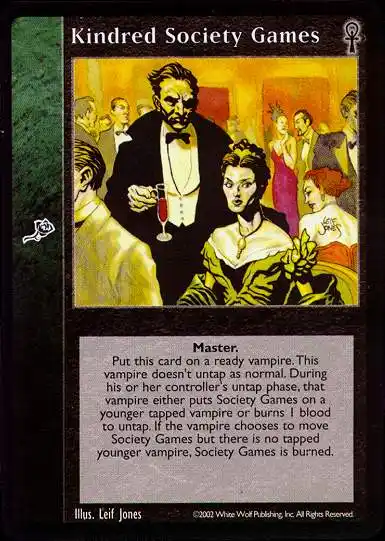 Kindred Society Games
LEIF
JONES
Master.
Put this card on a ready vampire. This
vampire doesn't untap as normal. During
his or her controller's untap phase, that
vampire either puts Society Games on a
younger tapped vampire or burns 1 blood
to untap. If the vampire chooses to move
Society Games but there is no tapped
younger vampire, Society Games is burned.
Illus. Leif Jones
©2002 White Wolf Publishing, Inc. All Rights Reserved.